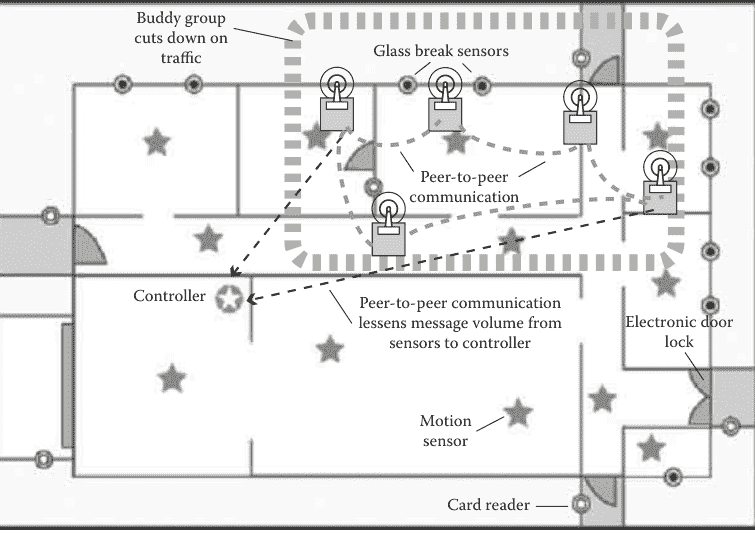 Buddy group
cuts down on
traffic
Glass break sensors
Peer-to-peer
communication
Controller
Peer-to-peer communication
lessens message volume from
sensors to controller
Electronic door
lock
Motion
sensor
Card reader